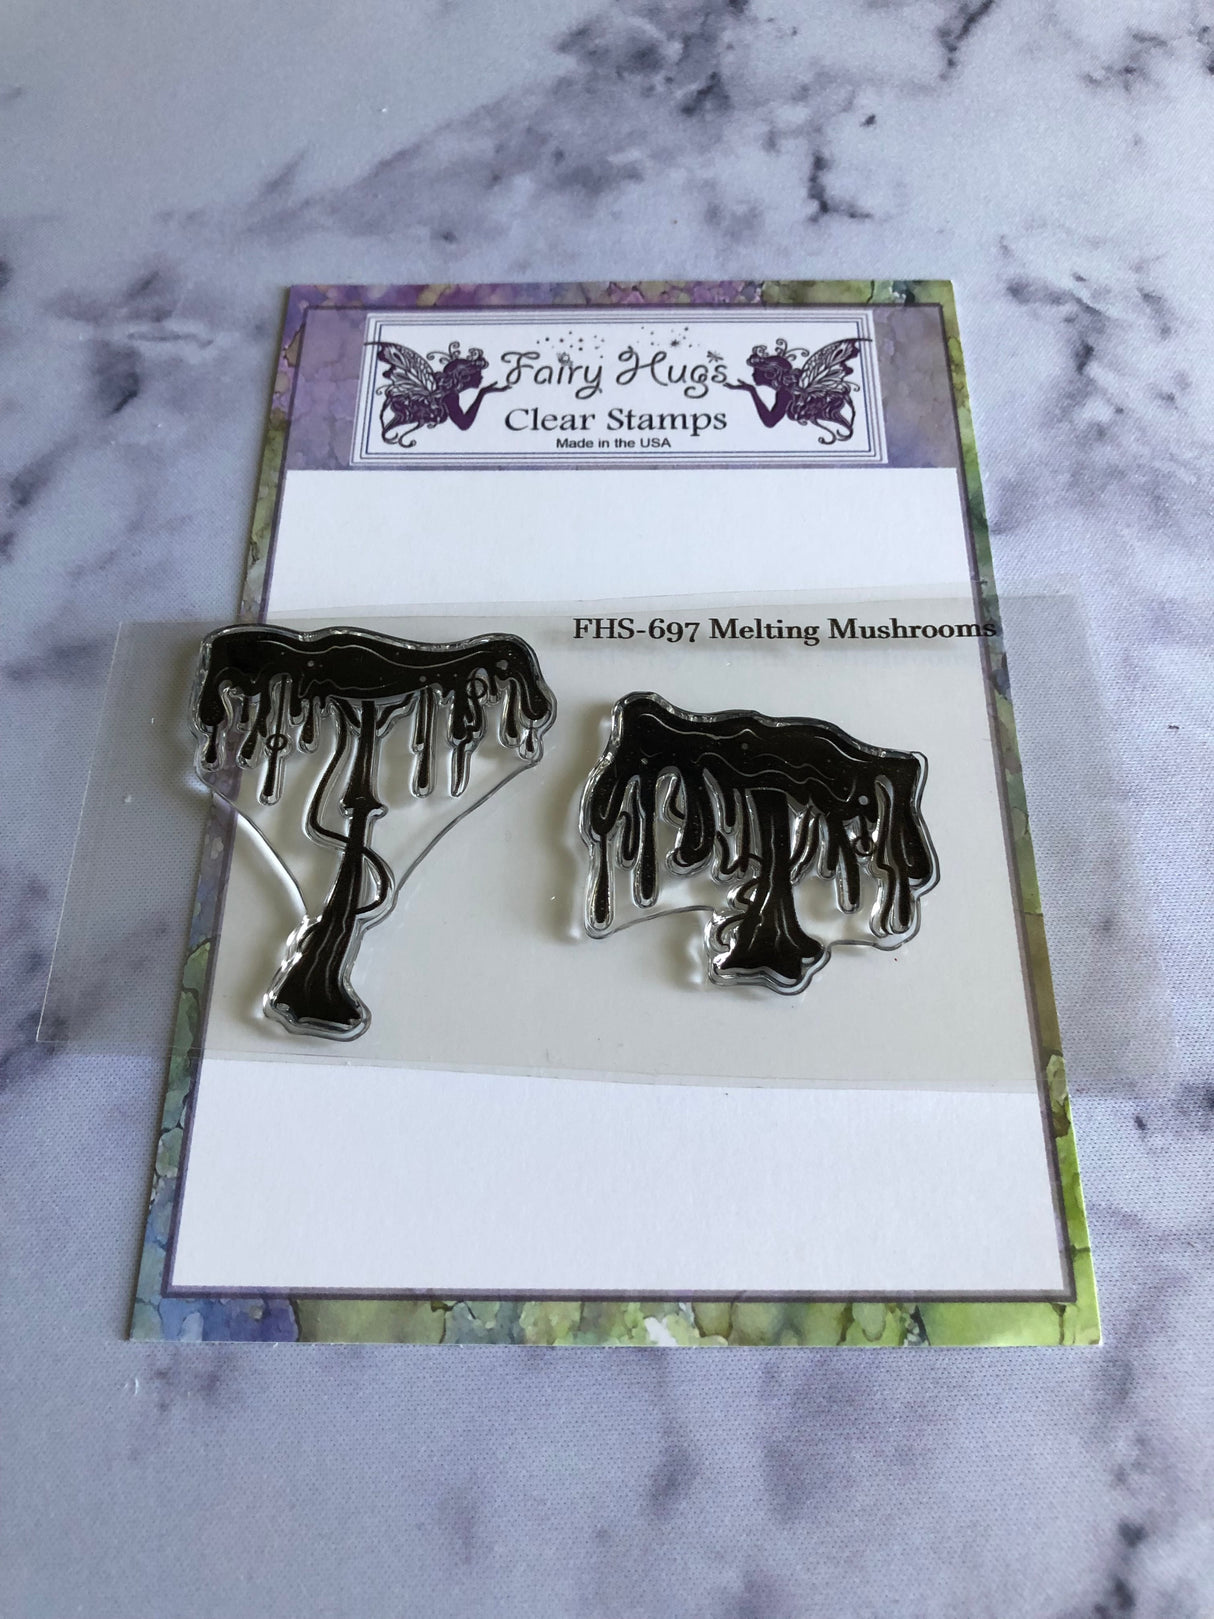 Fairy Hugs
Clear Stamps
Made in the USA
FHS-697 Melting Mushrooms